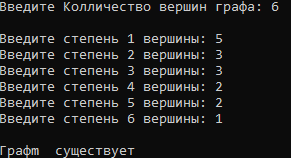 Введите Колличество вершин графа: 6
Введите степень 1 вершины: 5
Введите степень 2 вершины: 3
Введите степень 3 вершины: 3
Введите степень 4 вершины: 2
Введите степень 5 вершины: 2
Введите степень 6 вершины: 1
Графm существует